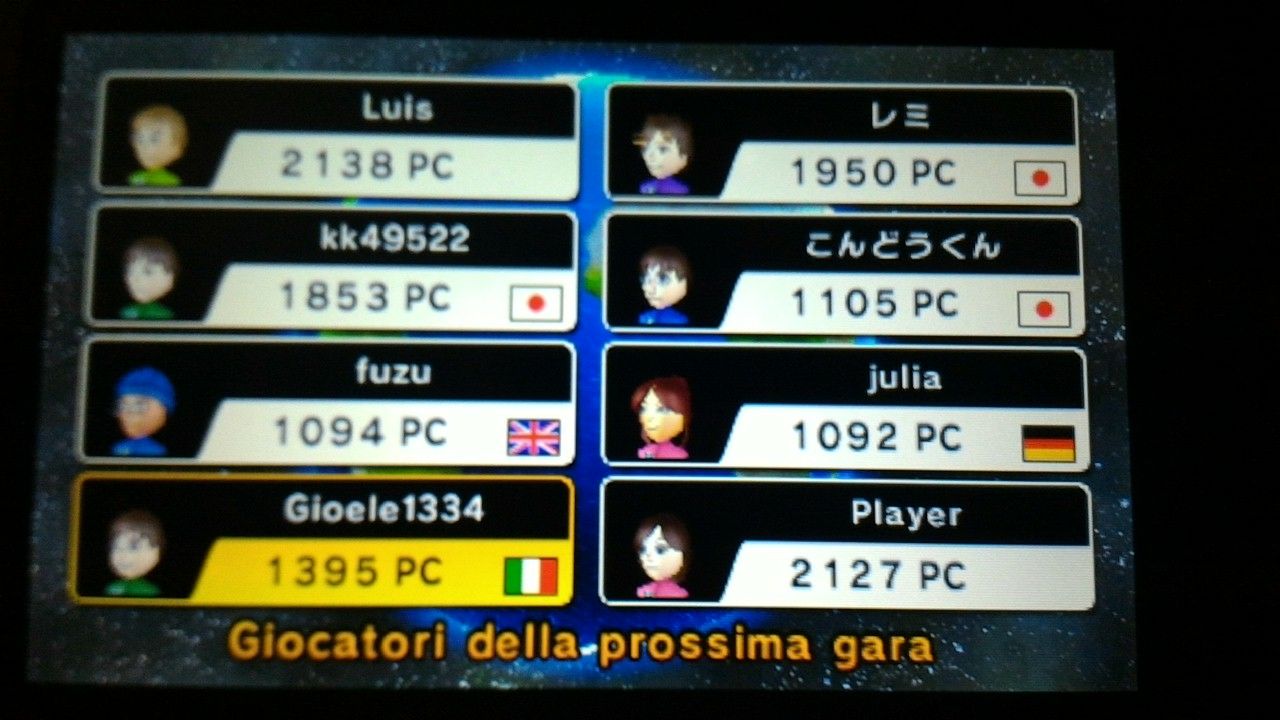 Luis
2138 PC
レミ
1950 PC
kk49522
1853 PC
こんどうくん
1105 PC
fuzu
1094 PC
julia
1092 PC
Gioele1334
1395 PC
Player
2127 PC
Giocatori della prossima gara